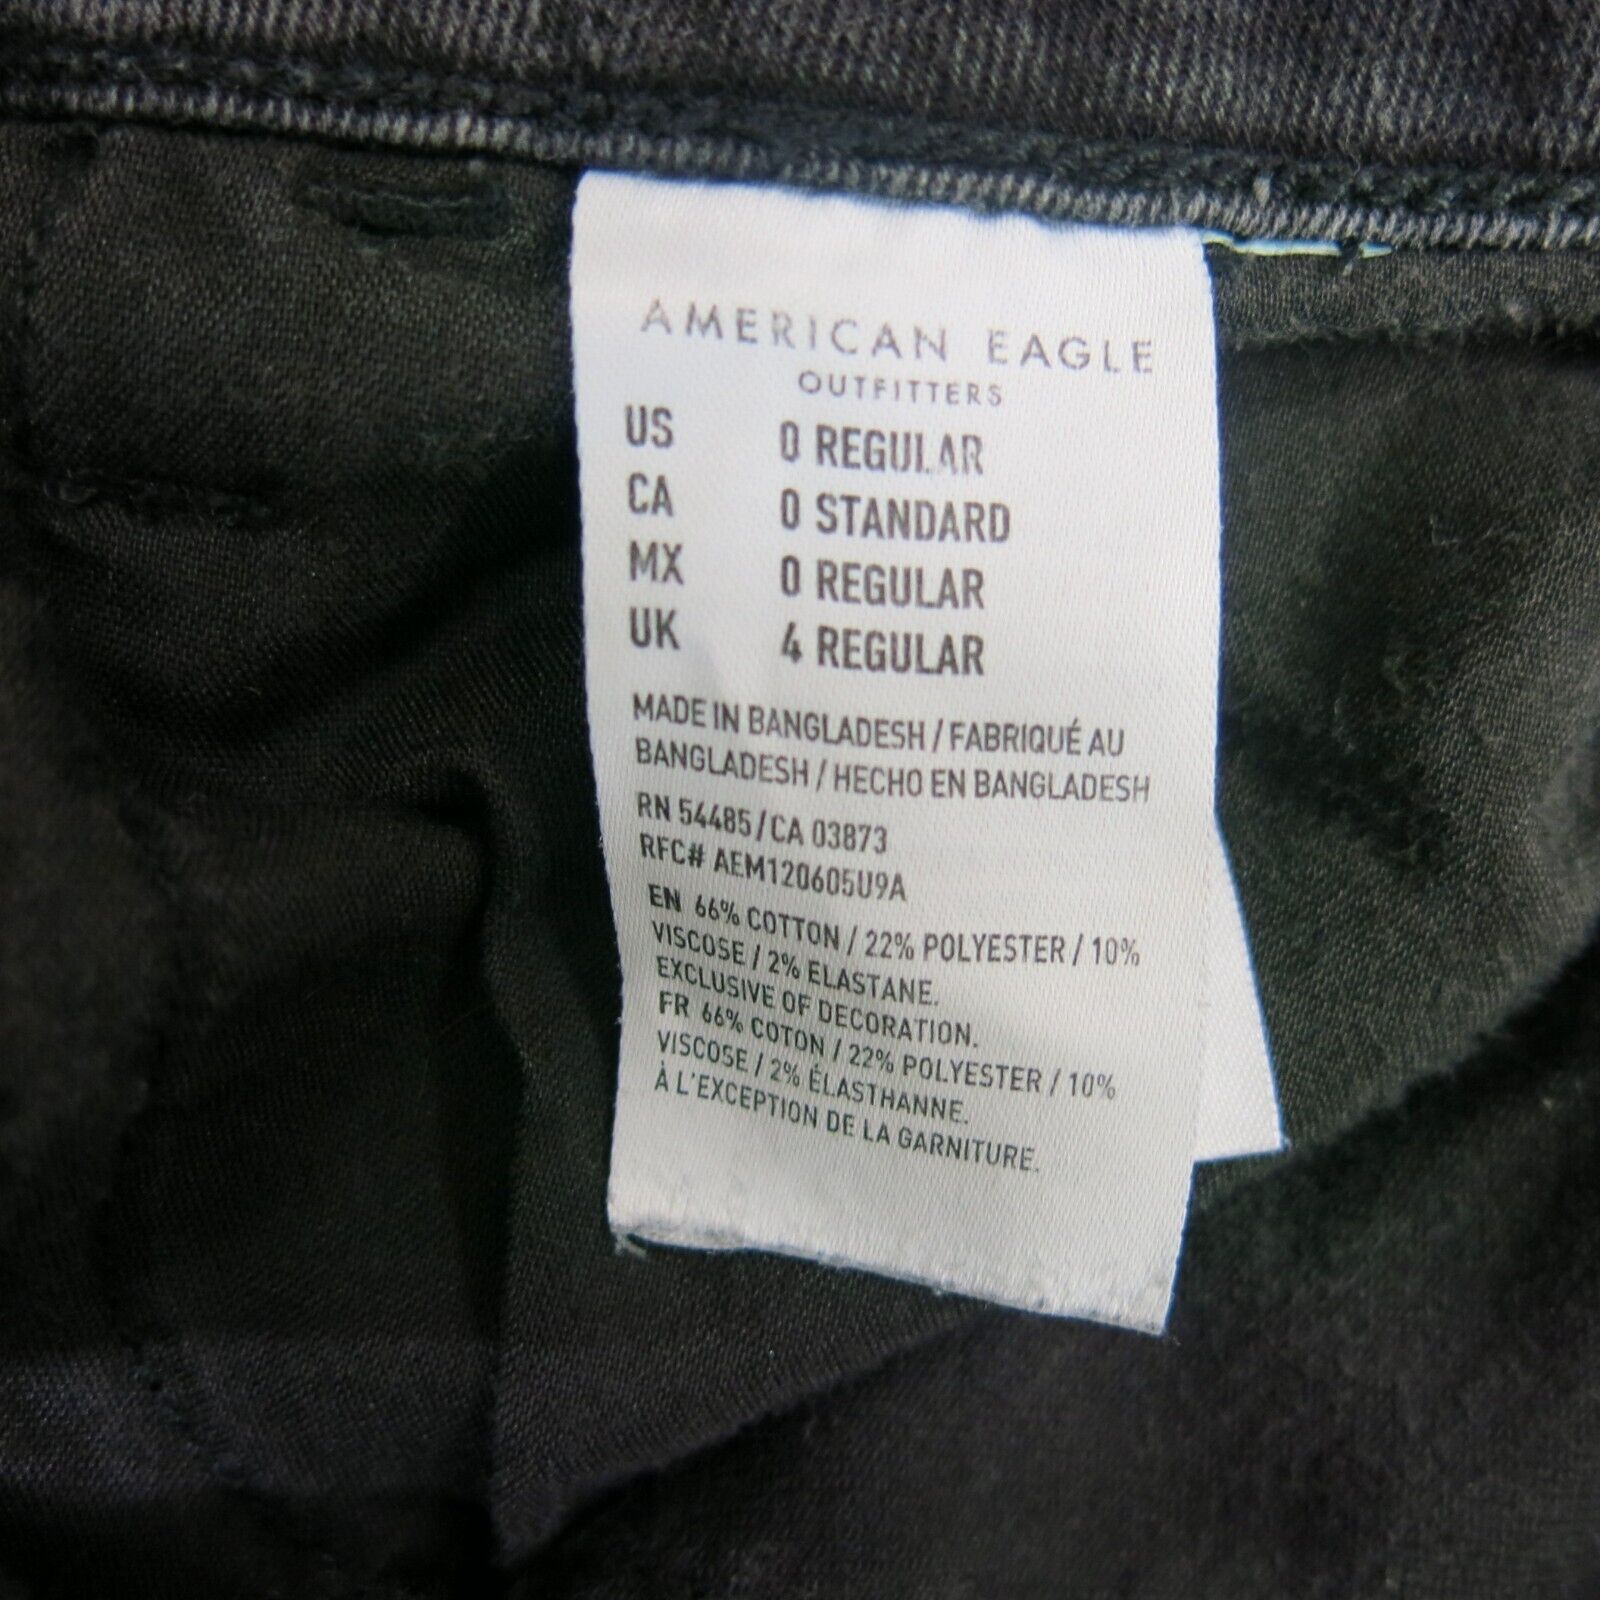 AMERICAN EAGLE
OUTFITTERS
US 0 REGULAR
CA 0 STANDARD
MX 0 REGULAR
UK 4 REGULAR
MADE IN BANGLADESH / FABRIQUÉ AU
BANGLADESH / HECHO EN BANGLADESH
RN 54485 / CA 03873
RFC# AEM120605U9A
EN 66% COTTON / 22% POLYESTER / 10%
VISCOSE / 2% ELASTANE.
EXCLUSIVE OF DECORATION.
FR 66% COTON / 22% POLYESTER / 10%
VISCOSE / 2% ÉLASTHANNE.
À L'EXCEPTION DE LA GARNITURE.